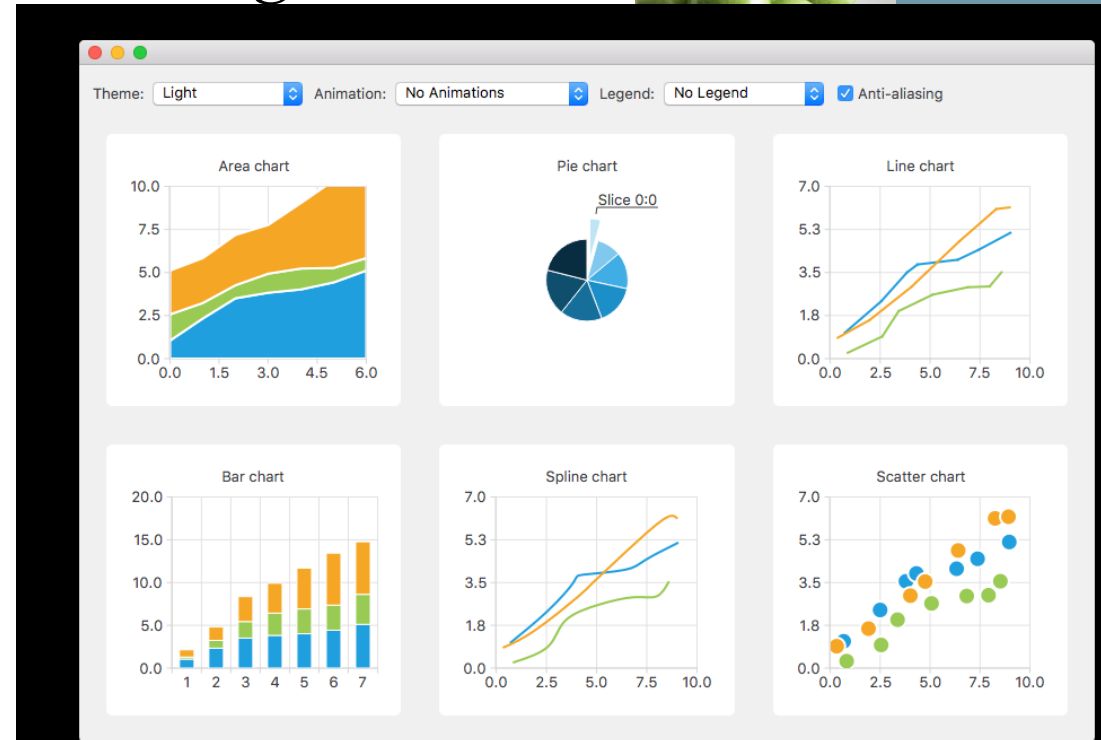 Theme: Light Animation: No Animations Legend: No Legend Anti-aliasing
Area chart
10.0
7.5
5.0
2.5
0.0
0.0 1.5 3.0 4.5 6.0
Pie chart
Slice 0:0
Line chart
7.0
5.3
3.5
1.8
0.0
0.0 2.5 5.0 7.5 10.0
Bar chart
20.0
15.0
10.0
5.0
0.0
1 2 3 4 5 6 7
Spline chart
7.0
5.3
3.5
1.8
0.0
0.0 2.5 5.0 7.5 10.0
Scatter chart
7.0
5.3
3.5
1.8
0.0
0.0 2.5 5.0 7.5 10.0